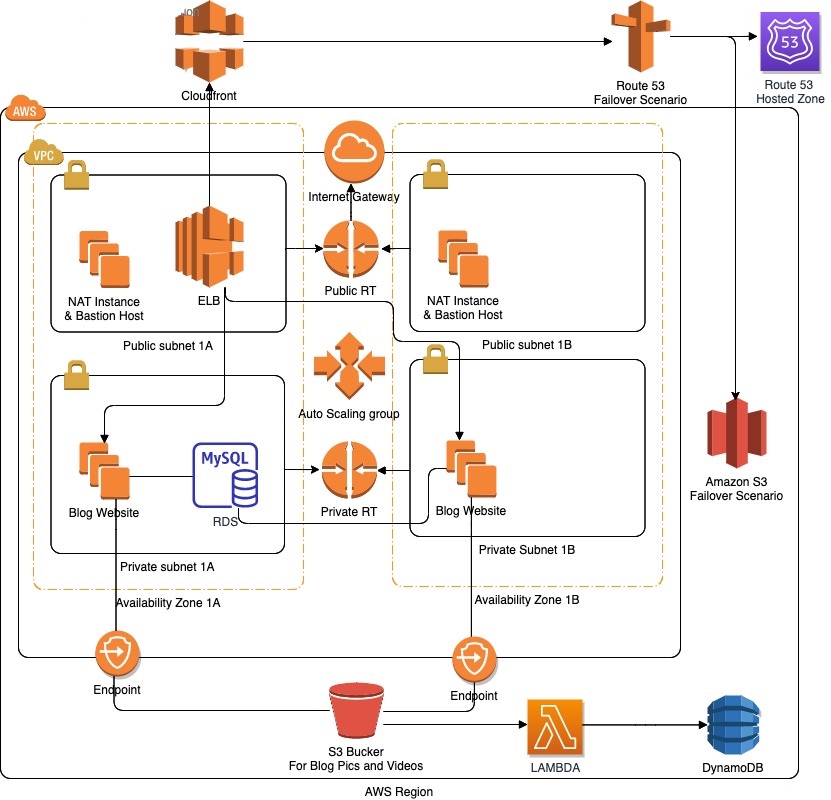 Cloudfront
Route 53
Failover Scenario
53
Route 53
Hosted Zone
AWS
VPC
Internet Gateway
NAT Instance
& Bastion Host
ELB
Public RT
NAT Instance
& Bastion Host
Public subnet 1A
Public subnet 1B
Auto Scaling group
MySQL
Blog Website
RDS
Private RT
Blog Website
Amazon S3
Failover Scenario
Private subnet 1A
Private Subnet 1B
Availability Zone 1A
Availability Zone 1B
Endpoint
Endpoint
S3 Bucker
For Blog Pics and Videos
LAMBDA
DynamoDB
AWS Region